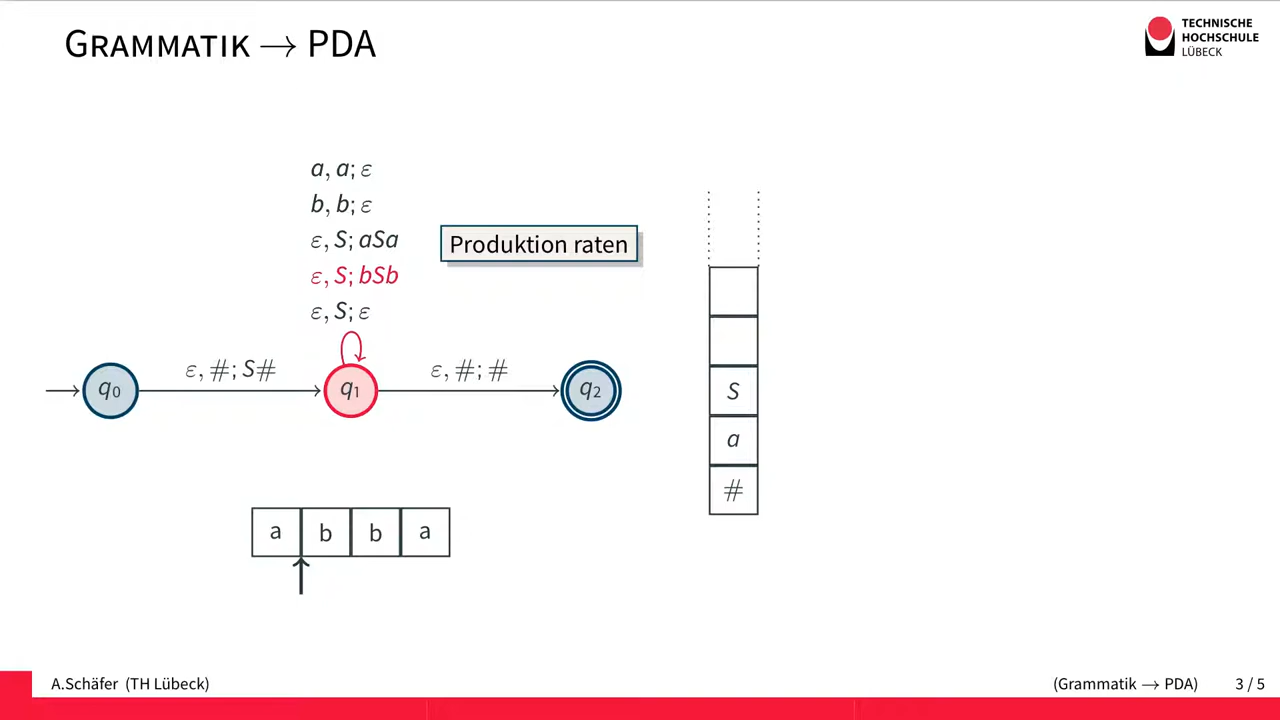 GRAMMATIK → PDA
TECHNISCHE
HOCHSCHULE
LÜBECK
a, a; ε
b, b; ε
ε, S; aSa
Produktion raten
ε, S; bSb
ε, S; ε
ε, #; S#
ε, #; #
q₀
q₁
q₂
S
a
#
a b b a
A.Schäfer (TH Lübeck)
(Grammatik → PDA)
3 / 5